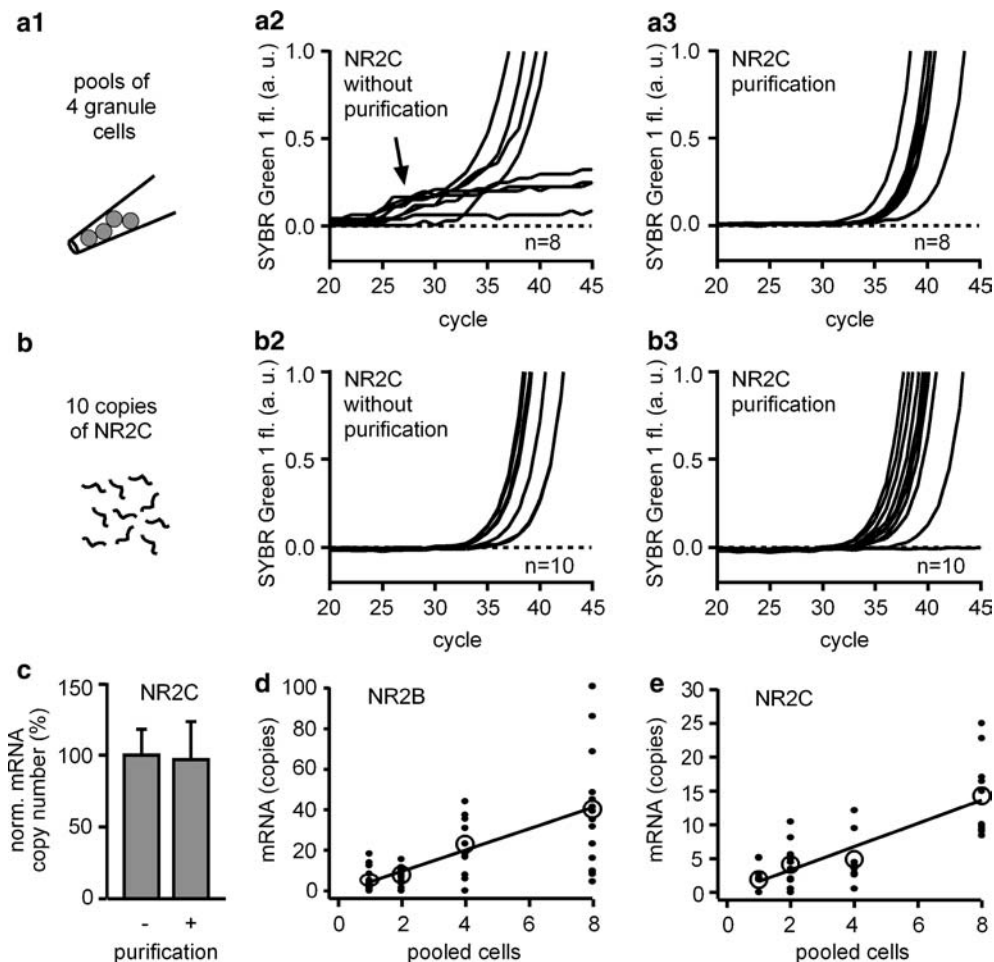 a1
pools of
4 granule
cells
a2
SYBR Green 1 fl. (a. u.)
1.0
0.5
0.0
NR2C
without
purification
n=8
20 25 30 35 40 45
cycle
a3
SYBR Green 1 fl. (a. u.)
1.0
0.5
0.0
NR2C
purification
n=8
20 25 30 35 40 45
cycle
b
10 copies
of NR2C
b2
SYBR Green 1 fl. (a. u.)
1.0
0.5
0.0
NR2C
without
purification
n=10
20 25 30 35 40 45
cycle
b3
SYBR Green 1 fl. (a. u.)
1.0
0.5
0.0
NR2C
purification
n=10
20 25 30 35 40 45
cycle
c
norm. mRNA
copy number (%)
150
100
50
0
NR2C
- +
purification
d
mRNA (copies)
100
80
60
40
20
0
NR2B
0 2 4 6 8
pooled cells
e
mRNA (copies)
30
25
20
15
10
5
0
NR2C
0 2 4 6 8
pooled cells